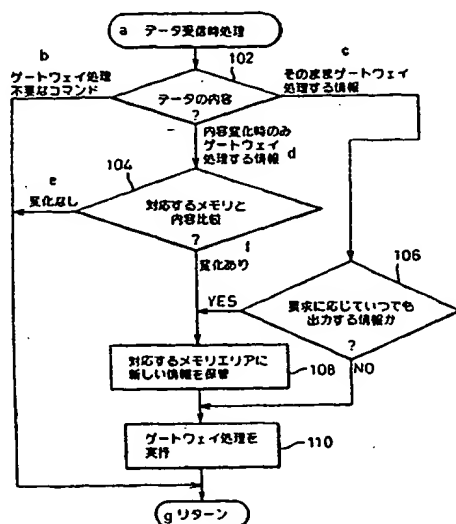 a データ受信時処理
b
c
102
ゲートウェイ処理
不要なコマンド
データの内容
?
そのままゲートウェイ
処理する情報
内容変化時のみ
ゲートウェイ
処理する情報 d
104
e
変化なし
対応するメモリと
内容比較
?
f
変化あり
106
YES
要求に応じていつでも
出力する情報か
?
NO
対応するメモリエリアに
新しい情報を保管
108
ゲートウェイ処理を
実行
110
g リターン